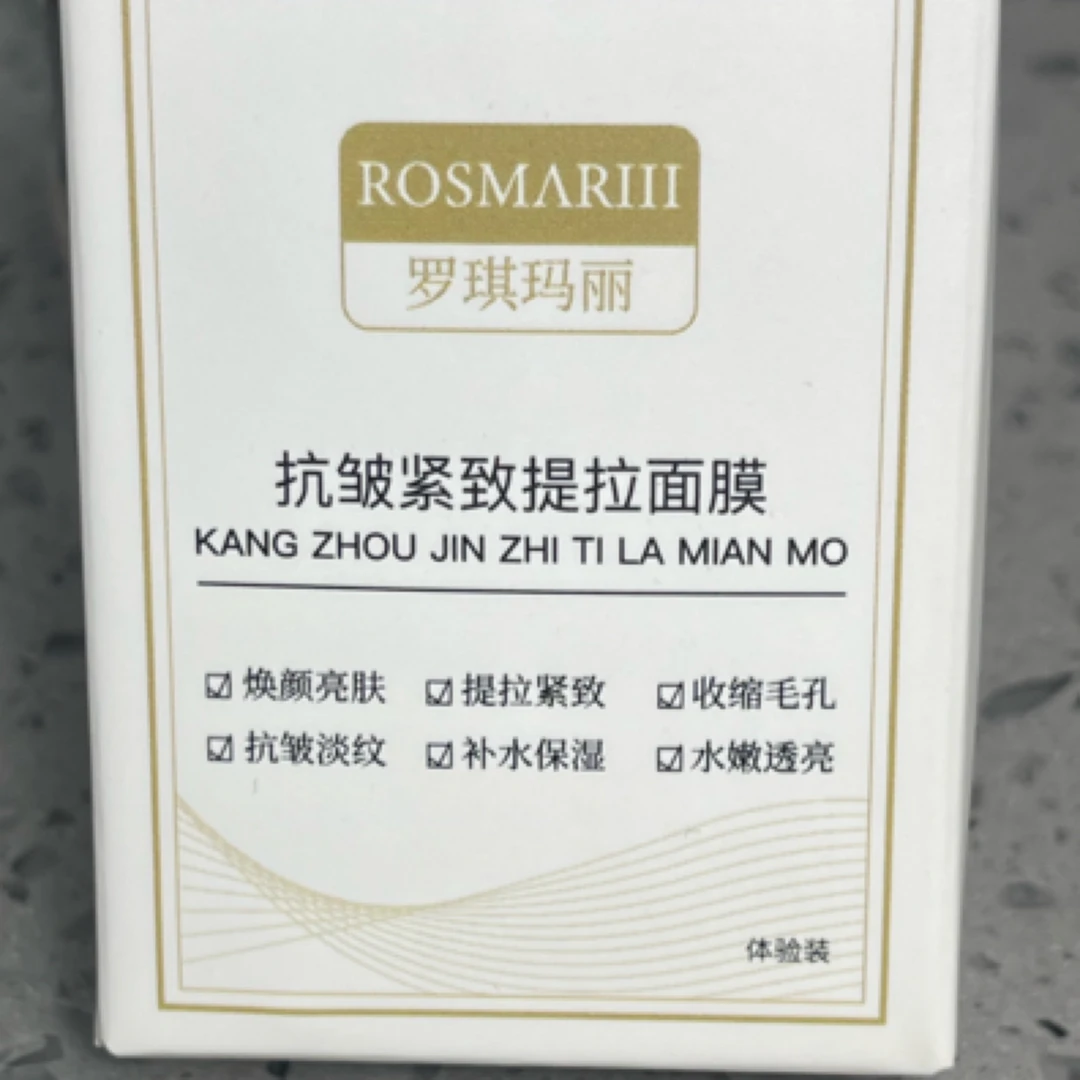 ROSMARIII
罗琪玛丽
抗皱紧致提拉面膜
KANG ZHOU JIN ZHI TI LA MIAN MO
☑ 焕颜亮肤 ☑ 提拉紧致 ☑ 收缩毛孔
☑ 抗皱淡纹 ☑ 补水保湿 ☑ 水嫩透亮
体验装